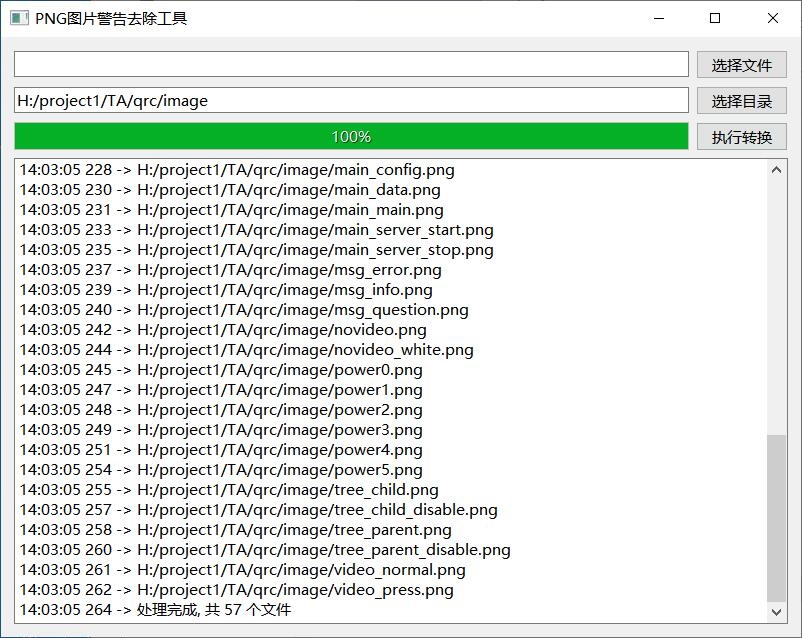 PNG图片警告去除工具
选择文件
H:/project1/TA/qrc/image
选择目录
100%
执行转换
14:03:05 228 -> H:/project1/TA/qrc/image/main_config.png
14:03:05 230 -> H:/project1/TA/qrc/image/main_data.png
14:03:05 231 -> H:/project1/TA/qrc/image/main_main.png
14:03:05 233 -> H:/project1/TA/qrc/image/main_server_start.png
14:03:05 235 -> H:/project1/TA/qrc/image/main_server_stop.png
14:03:05 237 -> H:/project1/TA/qrc/image/msg_error.png
14:03:05 239 -> H:/project1/TA/qrc/image/msg_info.png
14:03:05 240 -> H:/project1/TA/qrc/image/msg_question.png
14:03:05 242 -> H:/project1/TA/qrc/image/novideo.png
14:03:05 244 -> H:/project1/TA/qrc/image/novideo_white.png
14:03:05 245 -> H:/project1/TA/qrc/image/power0.png
14:03:05 247 -> H:/project1/TA/qrc/image/power1.png
14:03:05 248 -> H:/project1/TA/qrc/image/power2.png
14:03:05 249 -> H:/project1/TA/qrc/image/power3.png
14:03:05 251 -> H:/project1/TA/qrc/image/power4.png
14:03:05 254 -> H:/project1/TA/qrc/image/power5.png
14:03:05 255 -> H:/project1/TA/qrc/image/tree_child.png
14:03:05 257 -> H:/project1/TA/qrc/image/tree_child_disable.png
14:03:05 258 -> H:/project1/TA/qrc/image/tree_parent.png
14:03:05 260 -> H:/project1/TA/qrc/image/tree_parent_disable.png
14:03:05 261 -> H:/project1/TA/qrc/image/video_normal.png
14:03:05 262 -> H:/project1/TA/qrc/image/video_press.png
14:03:05 264 -> 处理完成, 共 57 个文件